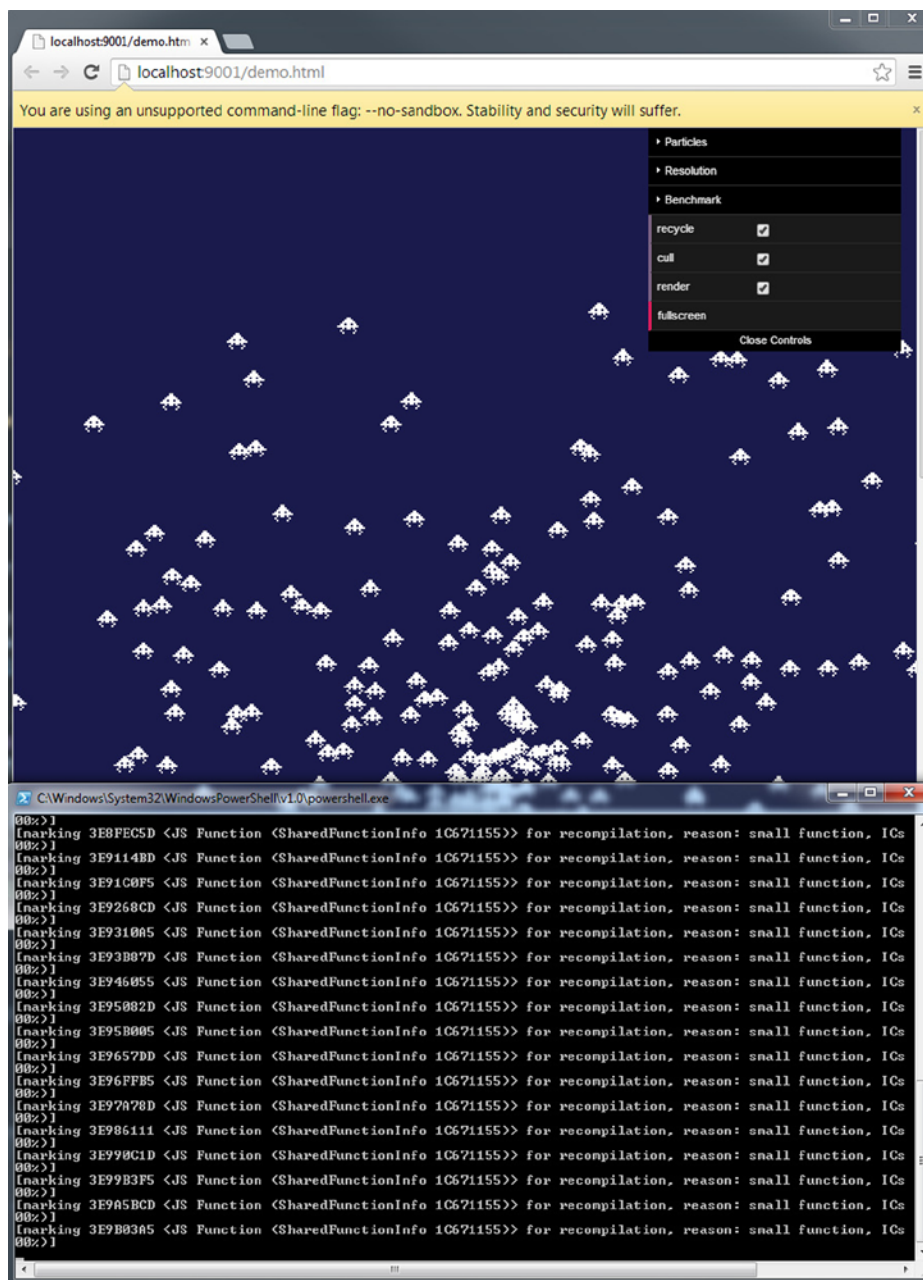 localhost:9001/demo.htm ×
localhost:9001/demo.html
You are using an unsupported command-line flag: --no-sandbox. Stability and security will suffer.
Particles
Resolution
Benchmark
recycle
cull
render
fullscreen
Close Controls
C:\Windows\System32\WindowsPowerShell\v1.0\powershell.exe
00%>)]
[marking 3E8FEC5D <JS Function <SharedFunctionInfo 1C671155>> for recompilation, reason: small function, ICs
00%>)]
[marking 3E9114BD <JS Function <SharedFunctionInfo 1C671155>> for recompilation, reason: small function, ICs
00%>)]
[marking 3E91C0F5 <JS Function <SharedFunctionInfo 1C671155>> for recompilation, reason: small function, ICs
00%>)]
[marking 3E9268CD <JS Function <SharedFunctionInfo 1C671155>> for recompilation, reason: small function, ICs
00%>)]
[marking 3E9310A5 <JS Function <SharedFunctionInfo 1C671155>> for recompilation, reason: small function, ICs
00%>)]
[marking 3E93B87D <JS Function <SharedFunctionInfo 1C671155>> for recompilation, reason: small function, ICs
00%>)]
[marking 3E946055 <JS Function <SharedFunctionInfo 1C671155>> for recompilation, reason: small function, ICs
00%>)]
[marking 3E95082D <JS Function <SharedFunctionInfo 1C671155>> for recompilation, reason: small function, ICs
00%>)]
[marking 3E95B005 <JS Function <SharedFunctionInfo 1C671155>> for recompilation, reason: small function, ICs
00%>)]
[marking 3E9657DD <JS Function <SharedFunctionInfo 1C671155>> for recompilation, reason: small function, ICs
00%>)]
[marking 3E96FFB5 <JS Function <SharedFunctionInfo 1C671155>> for recompilation, reason: small function, ICs
00%>)]
[marking 3E97A78D <JS Function <SharedFunctionInfo 1C671155>> for recompilation, reason: small function, ICs
00%>)]
[marking 3E986111 <JS Function <SharedFunctionInfo 1C671155>> for recompilation, reason: small function, ICs
00%>)]
[marking 3E990C1D <JS Function <SharedFunctionInfo 1C671155>> for recompilation, reason: small function, ICs
00%>)]
[marking 3E99B3F5 <JS Function <SharedFunctionInfo 1C671155>> for recompilation, reason: small function, ICs
00%>)]
[marking 3E9A5BCD <JS Function <SharedFunctionInfo 1C671155>> for recompilation, reason: small function, ICs
00%>)]
[marking 3E9B03A5 <JS Function <SharedFunctionInfo 1C671155>> for recompilation, reason: small function, ICs
00%>)]